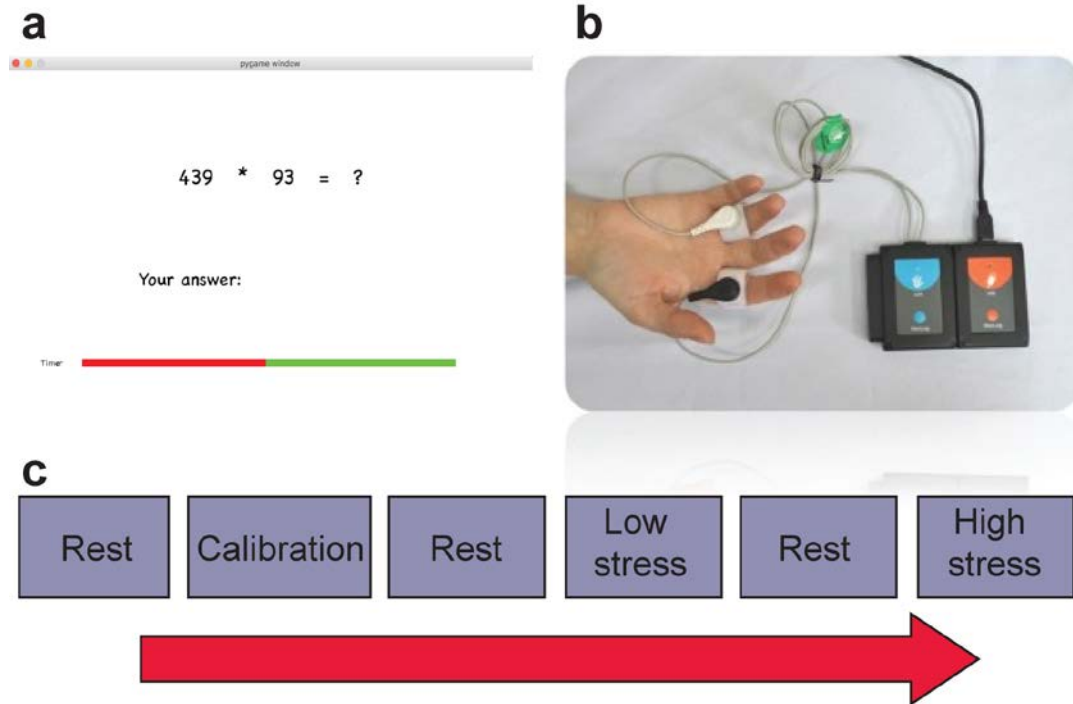 a
pygame window
439 * 93 = ?
Your answer:
Timer
b
c
Rest
Calibration
Rest
Low
stress
Rest
High
stress